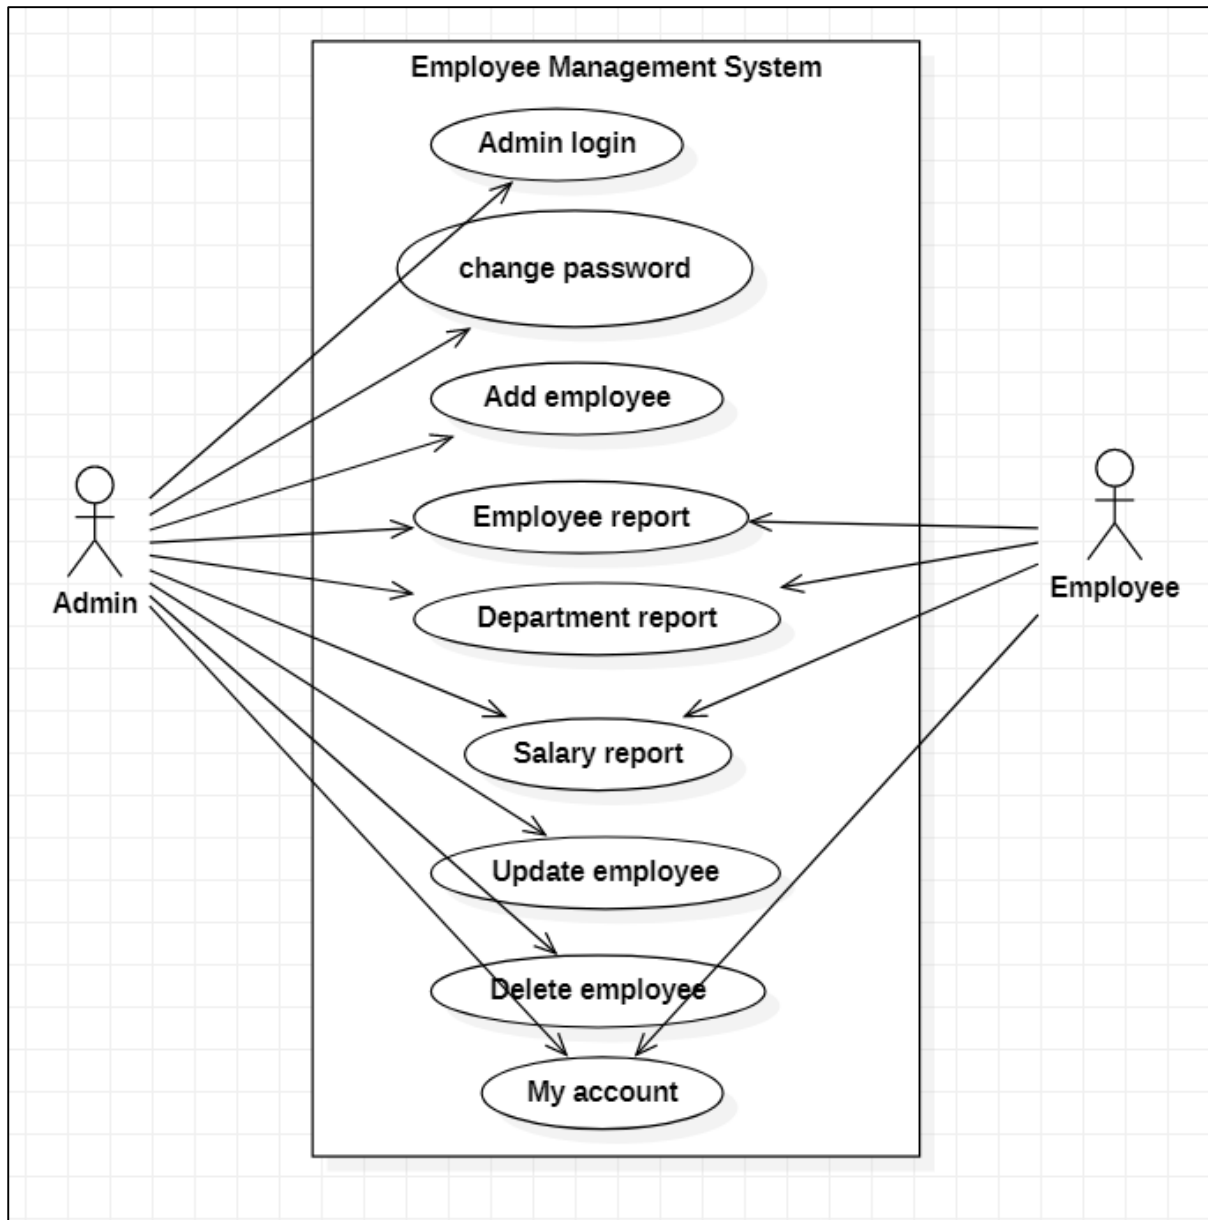 Employee Management System
Admin login
change password
Add employee
Employee report
Department report
Salary report
Update employee
Delete employee
My account
Admin
Employee